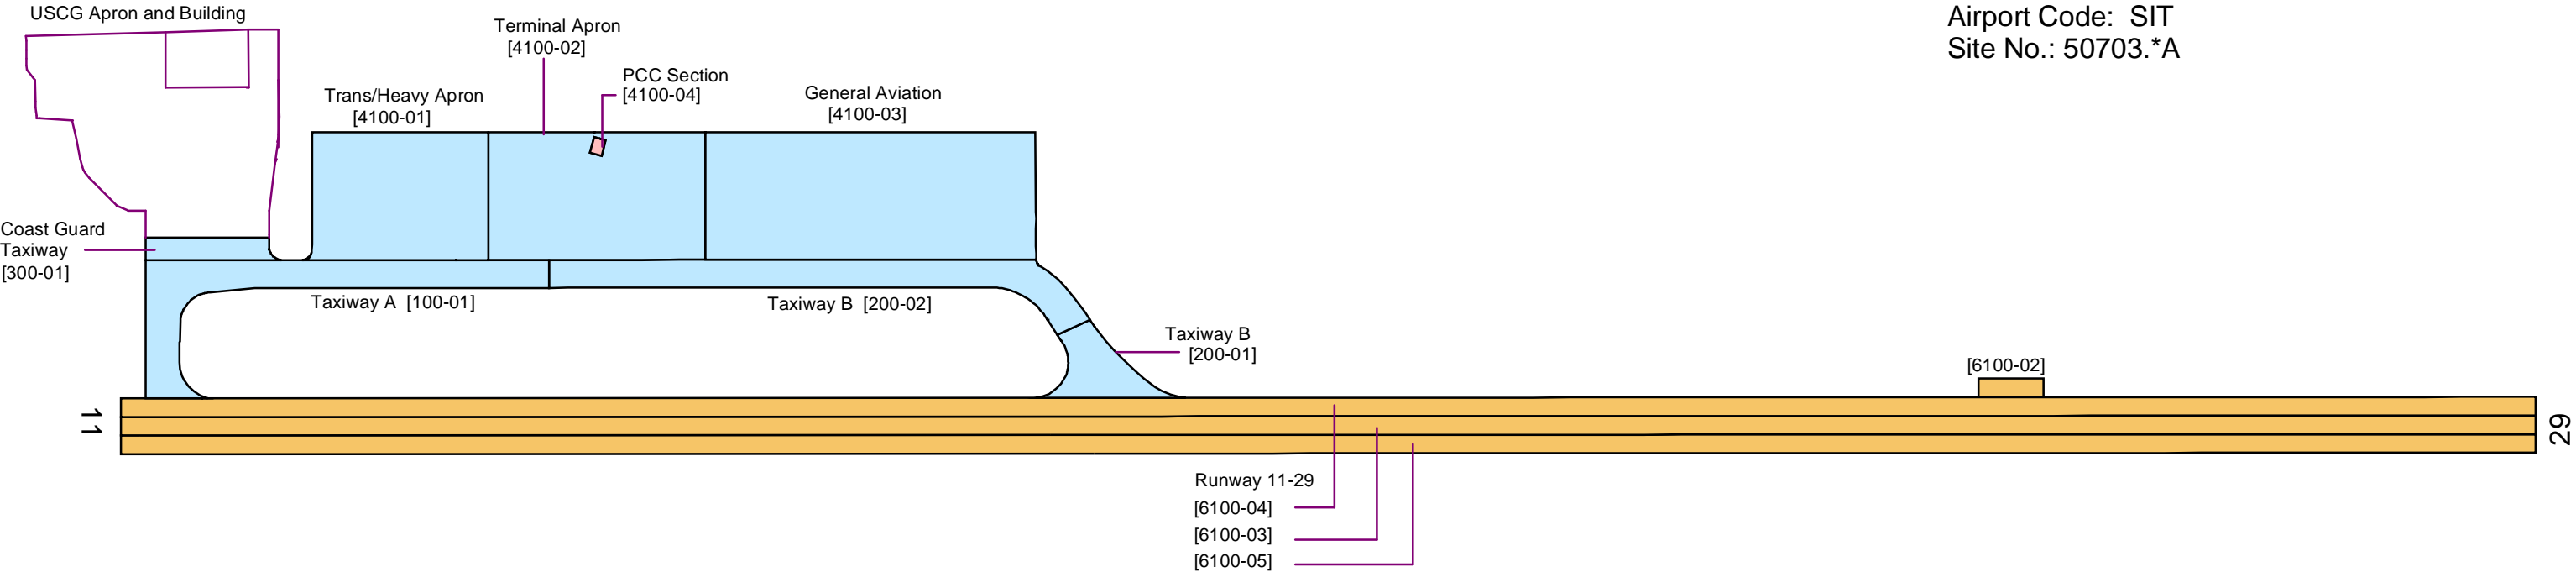 USCG Apron and Building
Airport Code:  SIT
Site No.: 50703.*A
Terminal Apron
[4100-02]
PCC Section
[4100-04]
Trans/Heavy Apron
[4100-01]
General Aviation
[4100-03]
Coast Guard
Taxiway
[300-01]
Taxiway A  [100-01]
Taxiway B  [200-02]
Taxiway B
[200-01]
[6100-02]
11
29
Runway 11-29
[6100-04]
[6100-03]
[6100-05]